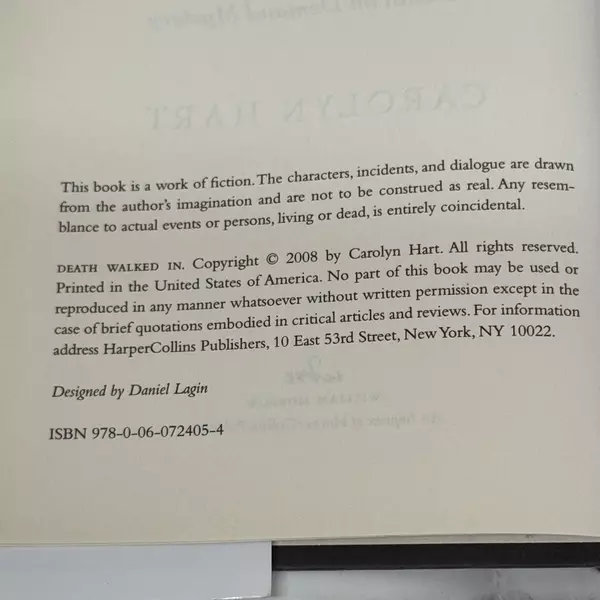 This book is a work of fiction. The characters, incidents, and dialogue are drawn
from the author's imagination and are not to be construed as real. Any resem-
blance to actual events or persons, living or dead, is entirely coincidental.
DEATH WALKED IN. Copyright © 2008 by Carolyn Hart. All rights reserved.
Printed in the United States of America. No part of this book may be used or
reproduced in any manner whatsoever without written permission except in the
case of brief quotations embodied in critical articles and reviews. For information
address HarperCollins Publishers, 10 East 53rd Street, New York, NY 10022.
Designed by Daniel Lagin
ISBN 978-0-06-072405-4